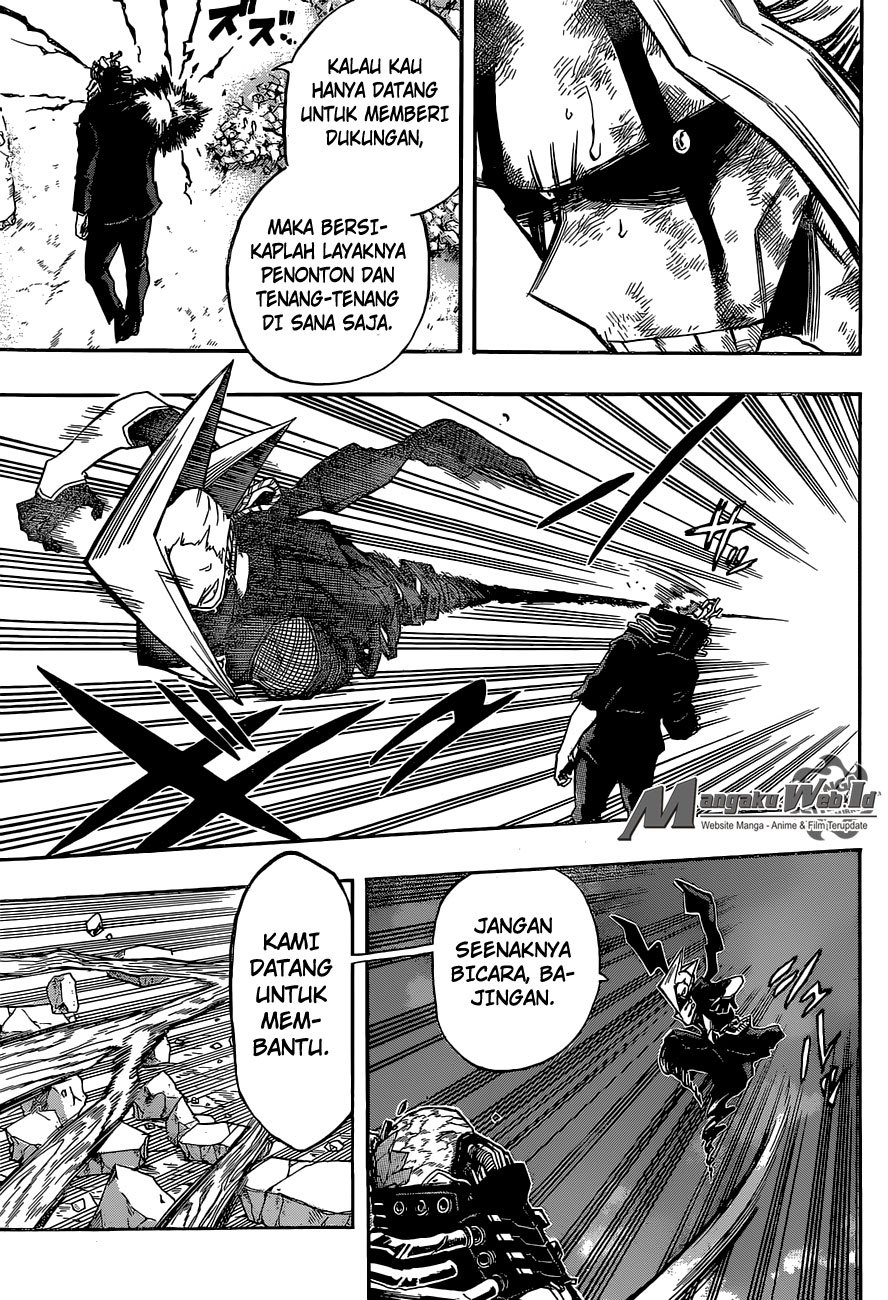 ズズッ
KALAU KAU
HANYA DATANG
UNTUK MEMBERI
DUKUNGAN,
MAKA BERSI-
KAPLAH LAYAKNYA
PENONTON DAN
TENANG-TENANG
DI SANA SAJA.
Mangaku.Web.Id
Website Manga - Anime & Film Terupdate
JANGAN
SEENAKNYA
BICARA, BA-
JINGAN.
KAMI
DATANG
UNTUK
MEM-
BANTU.